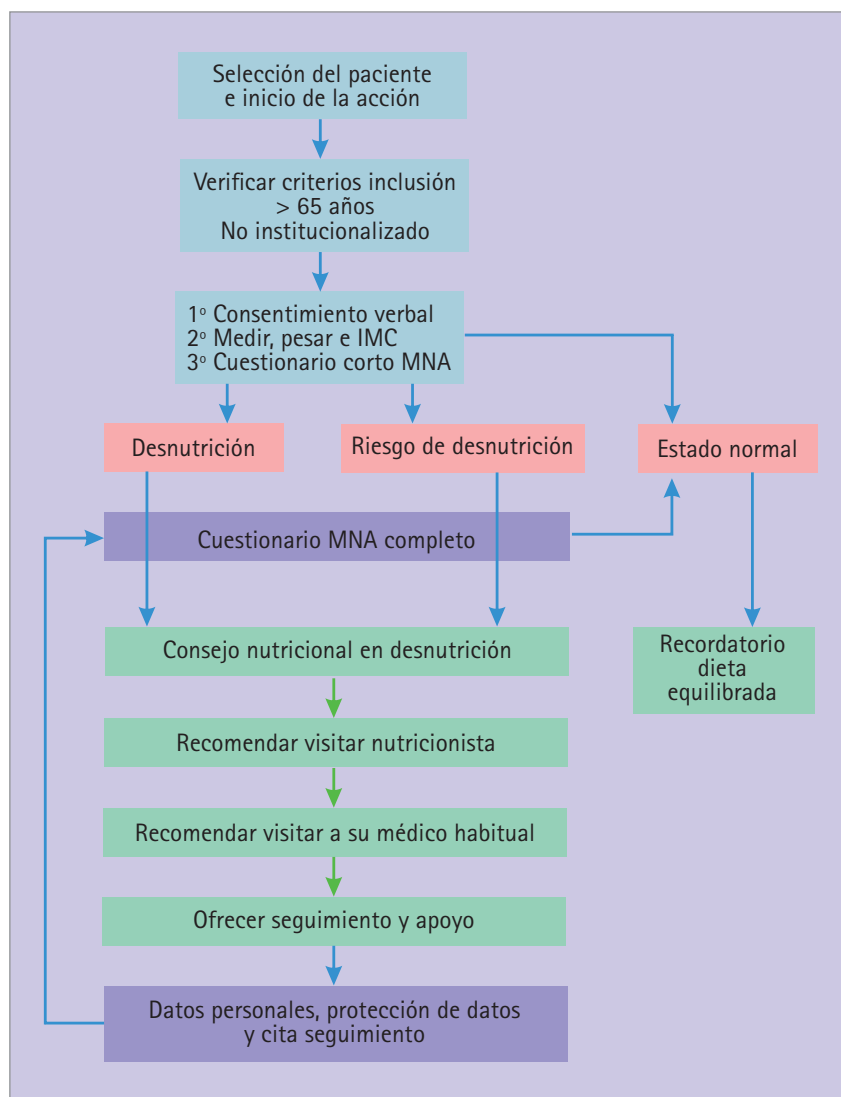 Selección del paciente
e inicio de la acción
Verificar criterios inclusión
> 65 años
No institucionalizado
1º Consentimiento verbal
2º Medir, pesar e IMC
3º Cuestionario corto MNA
Desnutrición
Riesgo de desnutrición
Estado normal
Cuestionario MNA completo
Consejo nutricional en desnutrición
Recordatorio
dieta
equilibrada
Recomendar visitar nutricionista
Recomendar visitar a su médico habitual
Ofrecer seguimiento y apoyo
Datos personales, protección de datos
y cita seguimiento